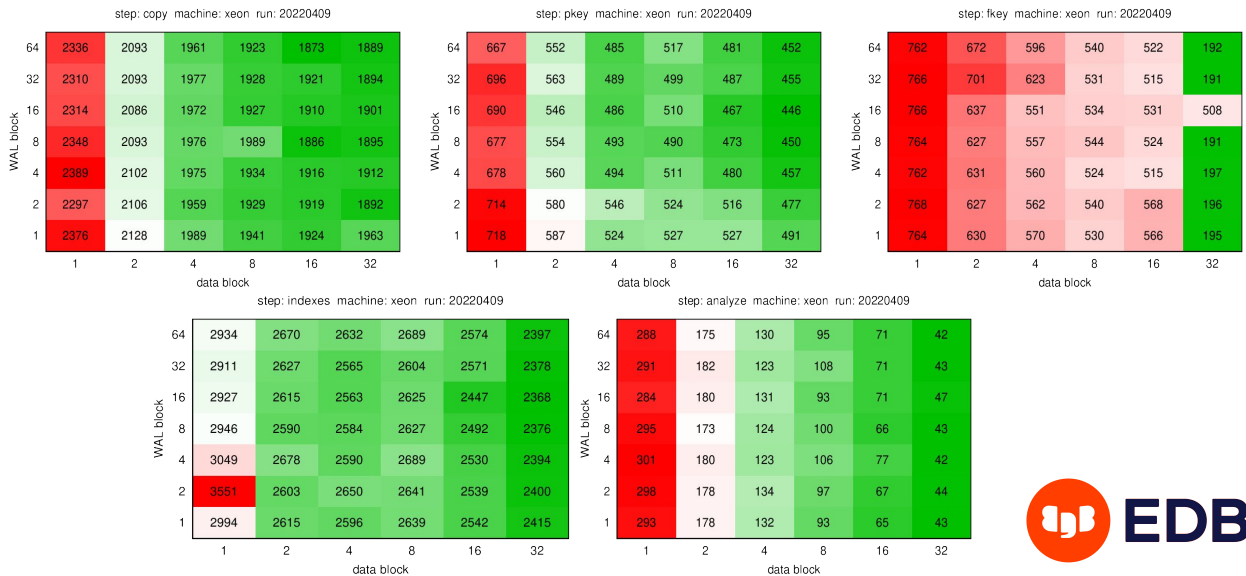 step: copy machine: xeon run: 20220409
64 2336 2093 1961 1923 1873 1889
32 2310 2093 1977 1928 1921 1894
16 2314 2086 1972 1927 1910 1901
8 2348 2093 1976 1989 1886 1895
4 2389 2102 1975 1934 1916 1912
2 2297 2106 1959 1929 1919 1892
1 2376 2128 1989 1941 1924 1963
1 2 4 8 16 32
WAL block
data block
step: pkey machine: xeon run: 20220409
64 667 552 485 517 481 452
32 696 563 489 499 487 455
16 690 546 486 510 467 446
8 677 554 493 490 473 450
4 678 560 494 511 480 457
2 714 580 546 524 516 477
1 718 587 524 527 527 491
1 2 4 8 16 32
WAL block
data block
step: fkey machine: xeon run: 20220409
64 762 672 596 540 522 192
32 766 701 623 531 515 191
16 766 637 551 534 531 508
8 764 627 557 544 524 191
4 762 631 560 524 515 197
2 768 627 562 540 568 196
1 764 630 570 530 566 195
1 2 4 8 16 32
WAL block
data block
step: indexes machine: xeon run: 20220409
64 2934 2670 2632 2689 2574 2397
32 2911 2627 2565 2604 2571 2378
16 2927 2615 2563 2625 2447 2368
8 2946 2590 2584 2627 2492 2376
4 3049 2678 2590 2689 2530 2394
2 3551 2603 2650 2641 2539 2400
1 2994 2615 2596 2639 2542 2415
1 2 4 8 16 32
WAL block
data block
step: analyze machine: xeon run: 20220409
64 288 175 130 95 71 42
32 291 182 123 108 71 43
16 284 180 131 93 71 47
8 295 173 124 100 66 43
4 301 180 123 106 77 42
2 298 178 134 97 67 44
1 293 178 132 93 65 43
1 2 4 8 16 32
WAL block
data block
EDB